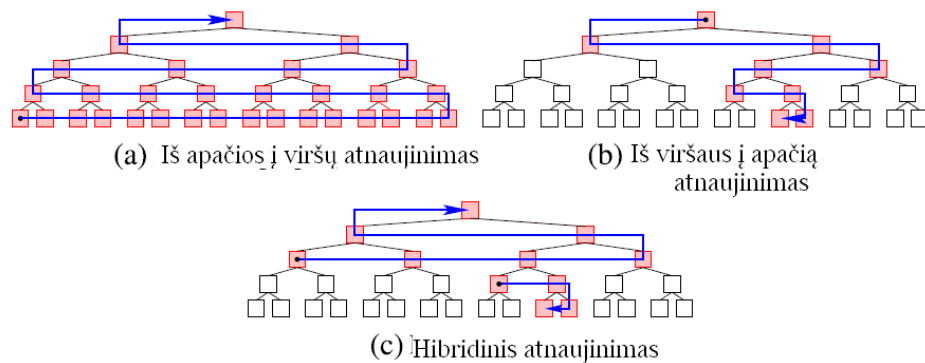 (a) Iš apačios į viršų atnaujinimas
(b) Iš viršaus į apačią
atnaujinimas
(c) Hibridinis atnaujinimas